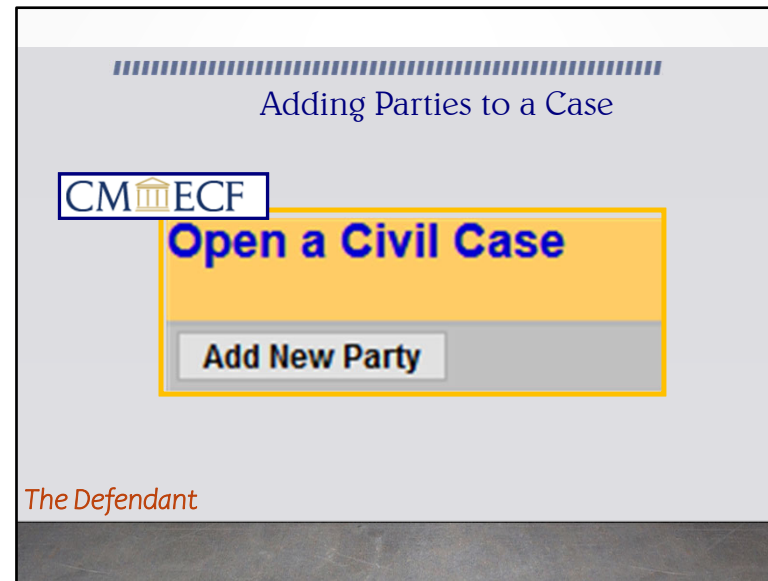 Adding Parties to a Case
CM ECF
Open a Civil Case
Add New Party
The Defendant